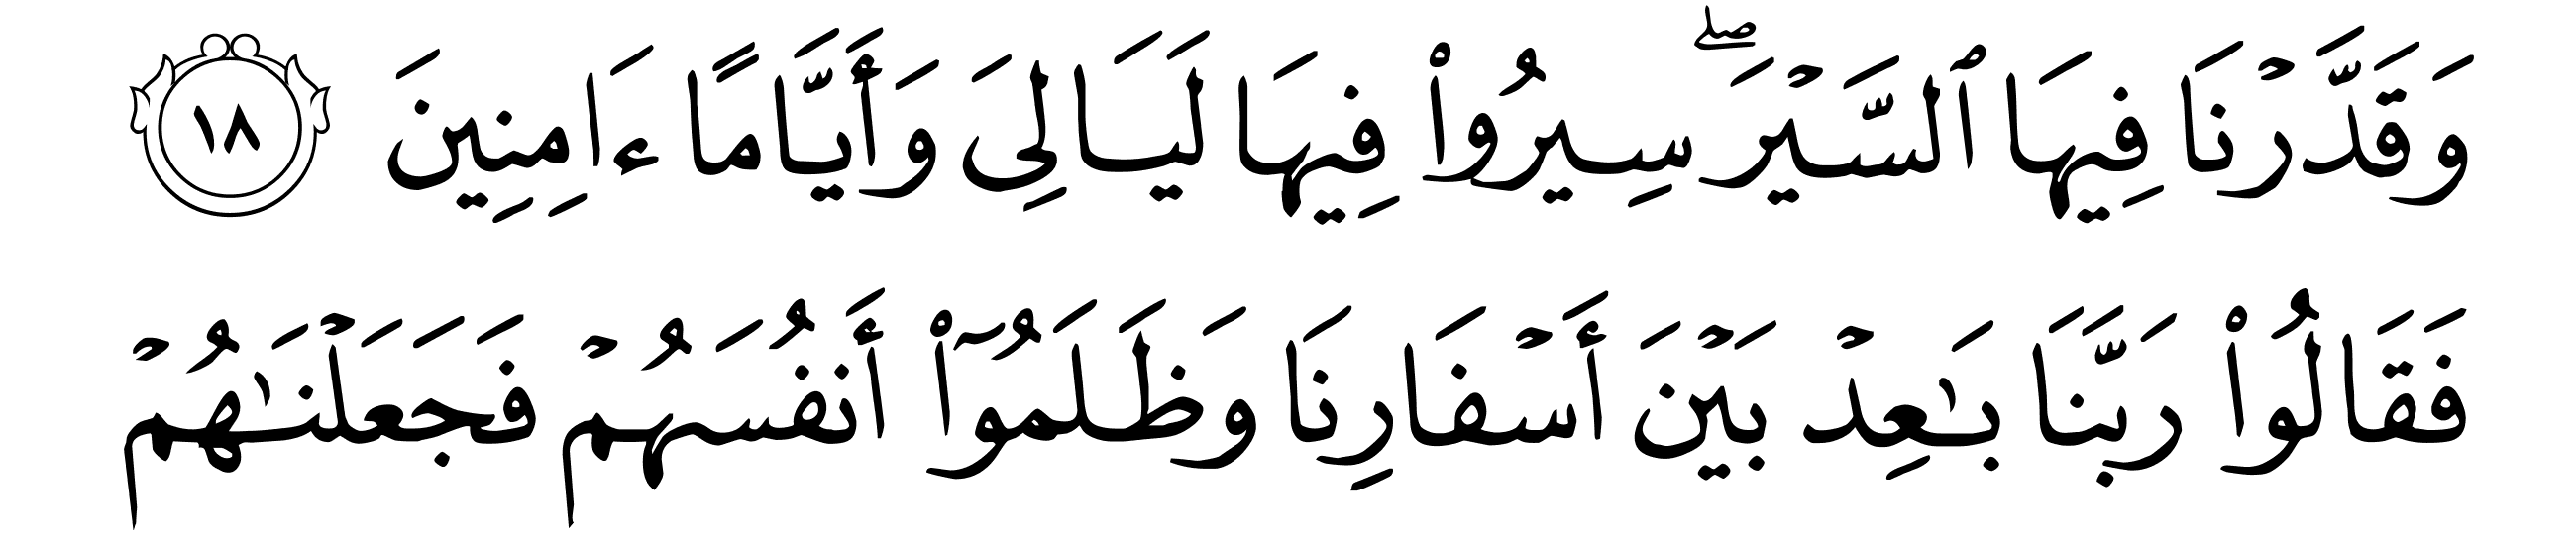 وَقَدَّرۡنَا فِيهَا ٱلسَّيۡرَۖ سِيرُواْ فِيهَا لَيَالِىَ وَأَيَّامًا ءَامِنِينَ ١٨
فَقَالُواْ رَبَّنَا بَٰعِدۡ بَيۡنَ أَسۡفَارِنَا وَظَلَمُوٓاْ أَنفُسَهُمۡ فَجَعَلۡنَٰهُمۡ